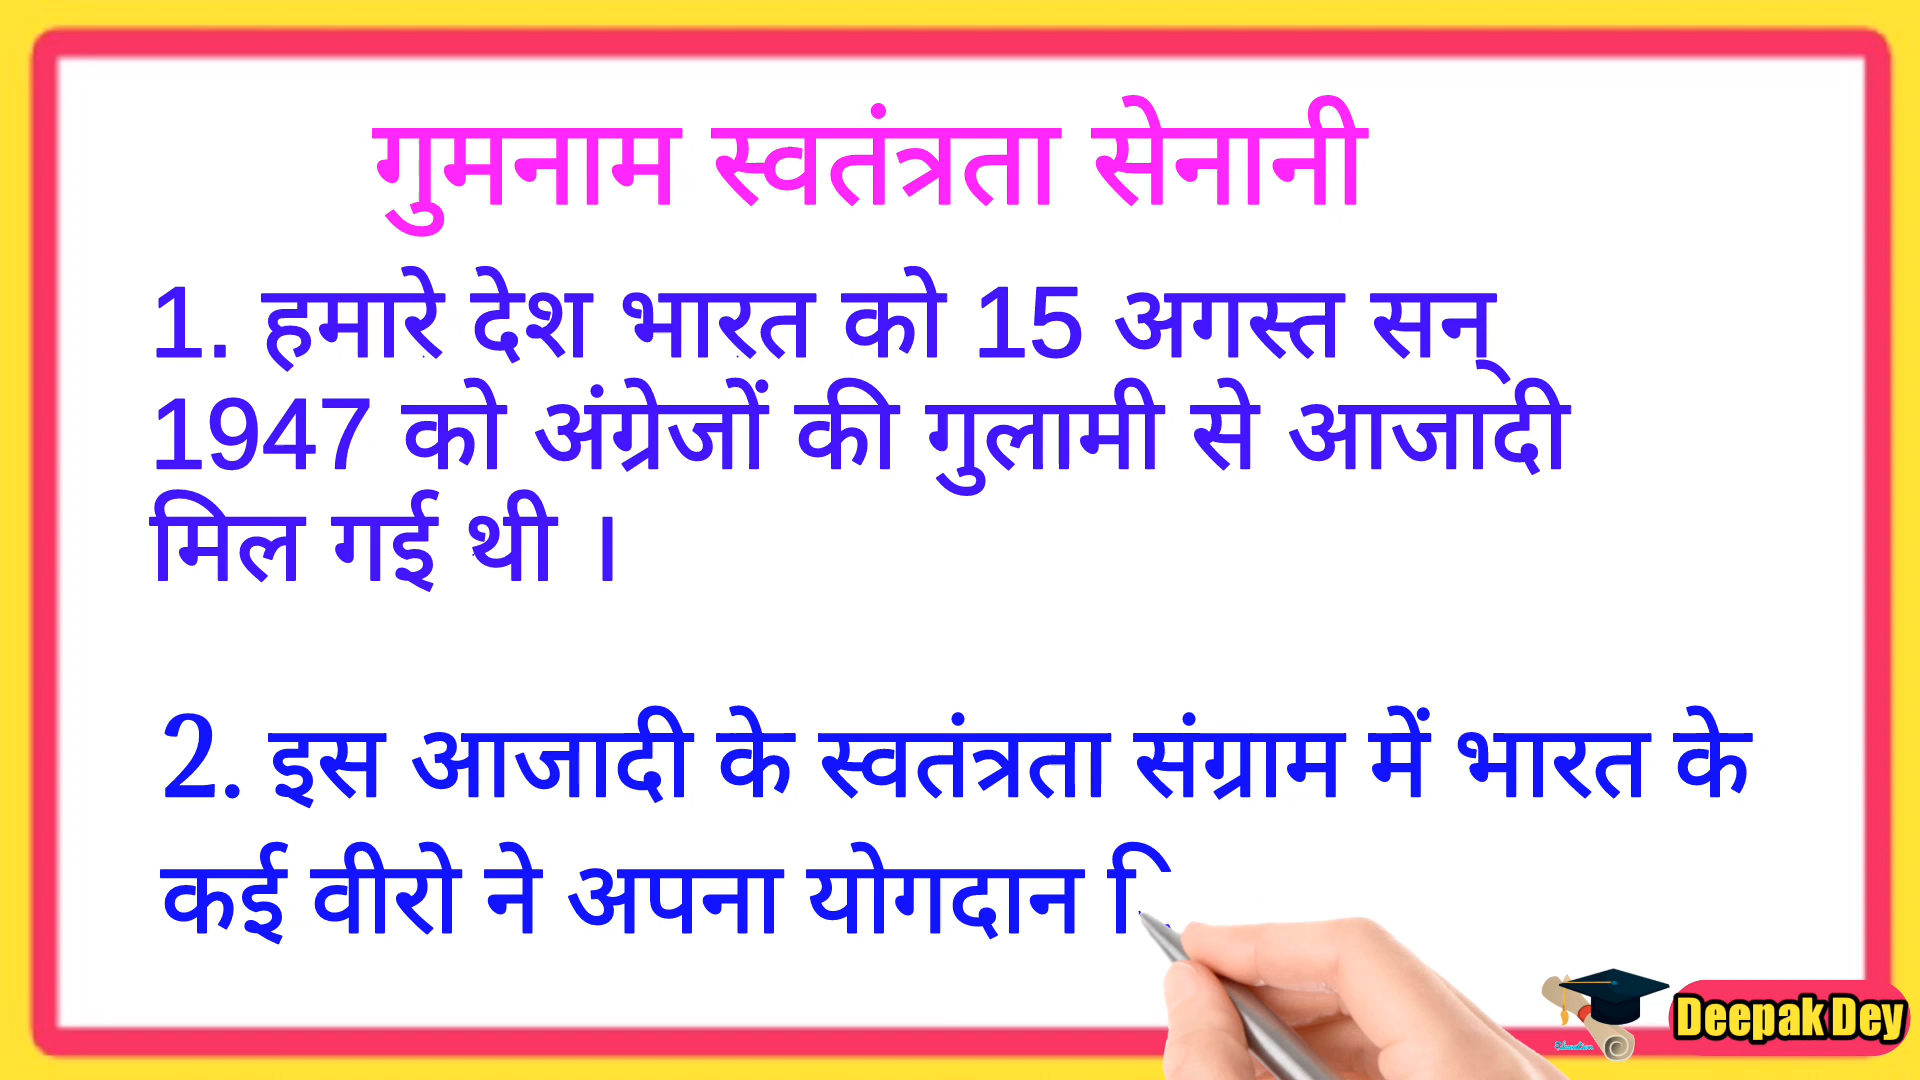 गुमनाम स्वतंत्रता सेनानी
1. हमारे देश भारत को 15 अगस्त सन्
1947 को अंग्रेजों की गुलामी से आजादी
मिल गई थी ।
2. इस आजादी के स्वतंत्रता संग्राम में भारत के
कई वीरो ने अपना योगदान
Deepak Dey